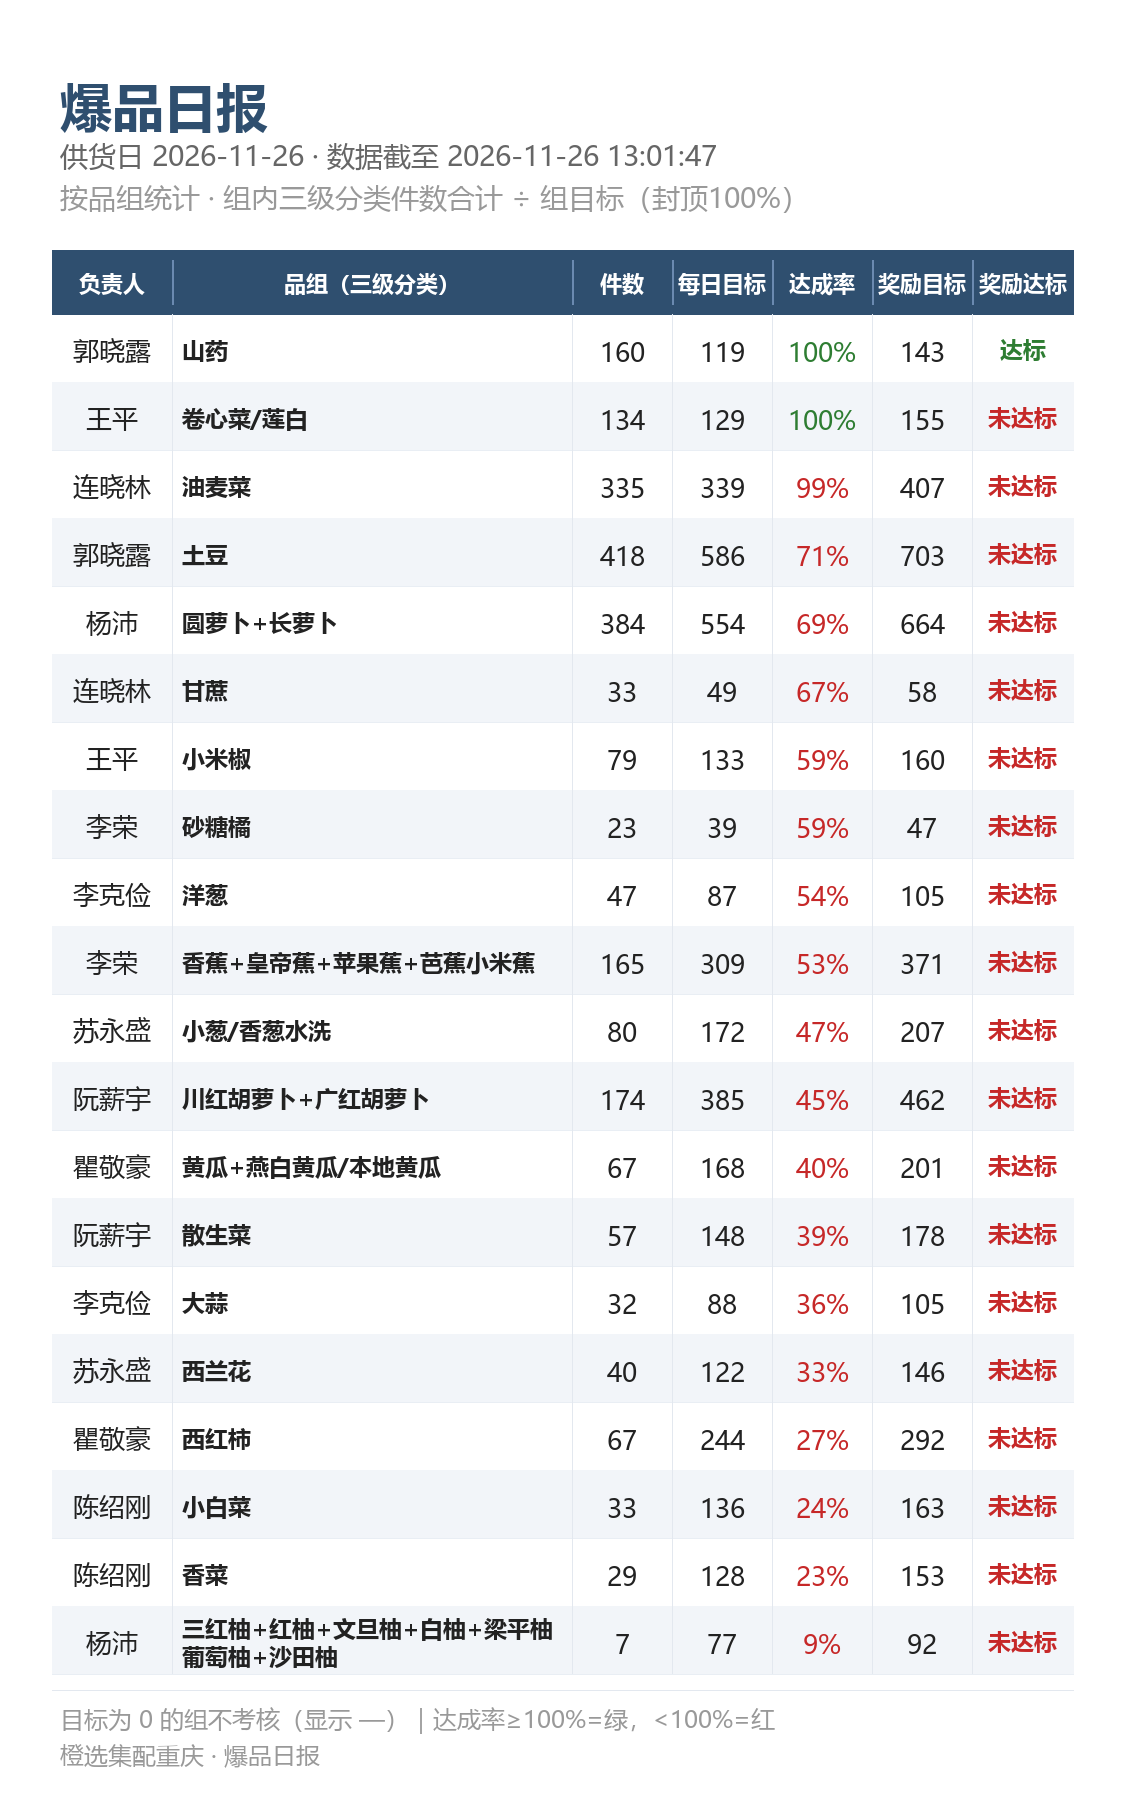 爆品日报
供货日 2026-11-26 · 数据截至 2026-11-26 13:01:47
按品组统计 · 组内三级分类件数合计 ÷ 组目标（封顶100%）
负责人 品组（三级分类） 件数 每日目标 达成率 奖励目标 奖励达标
郭晓露 山药 160 119 100% 143 达标
王平 卷心菜/莲白 134 129 100% 155 未达标
连晓林 油麦菜 335 339 99% 407 未达标
郭晓露 土豆 418 586 71% 703 未达标
杨沛 圆萝卜+长萝卜 384 554 69% 664 未达标
连晓林 甘蔗 33 49 67% 58 未达标
王平 小米椒 79 133 59% 160 未达标
李荣 砂糖橘 23 39 59% 47 未达标
李克俭 洋葱 47 87 54% 105 未达标
李荣 香蕉+皇帝蕉+苹果蕉+芭蕉小米蕉 165 309 53% 371 未达标
苏永盛 小葱/香葱水洗 80 172 47% 207 未达标
阮薪宇 川红胡萝卜+广红胡萝卜 174 385 45% 462 未达标
瞿敬豪 黄瓜+燕白黄瓜/本地黄瓜 67 168 40% 201 未达标
阮薪宇 散生菜 57 148 39% 178 未达标
李克俭 大蒜 32 88 36% 105 未达标
苏永盛 西兰花 40 122 33% 146 未达标
瞿敬豪 西红柿 67 244 27% 292 未达标
陈绍刚 小白菜 33 136 24% 163 未达标
陈绍刚 香菜 29 128 23% 153 未达标
杨沛 三红柚+红柚+文旦柚+白柚+梁平柚 7 77 9% 92 未达标
葡萄柚+沙田柚
目标为 0 的组不考核（显示 —）｜达成率≥100%=绿，<100%=红
橙选集配重庆 · 爆品日报